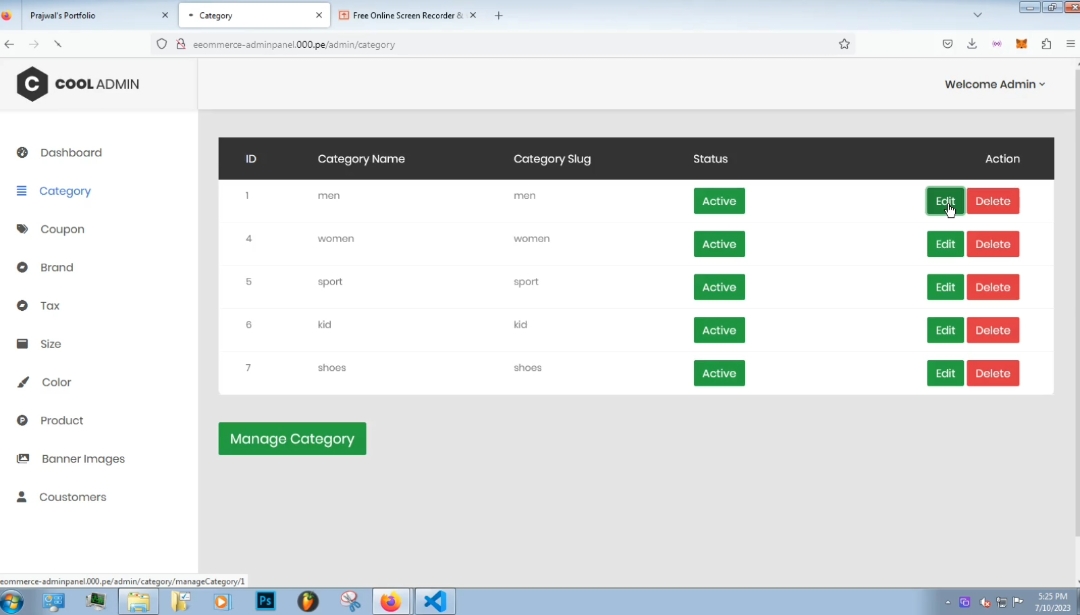 Prajwal's Portfolio
Category
Free Online Screen Recorder &
eeommerce-adminpanel.000.pe/admin/category
C COOL ADMIN
Welcome Admin
Dashboard
Category
Coupon
Brand
Tax
Size
Color
Product
Banner Images
Coustomers
ID Category Name Category Slug Status Action
1 men men Active Edit Delete
4 women women Active Edit Delete
5 sport sport Active Edit Delete
6 kid kid Active Edit Delete
7 shoes shoes Active Edit Delete
Manage Category
eommerce-adminpanel.000.pe/admin/category/manageCategory/1
Ps
5:25 PM
7/10/2023